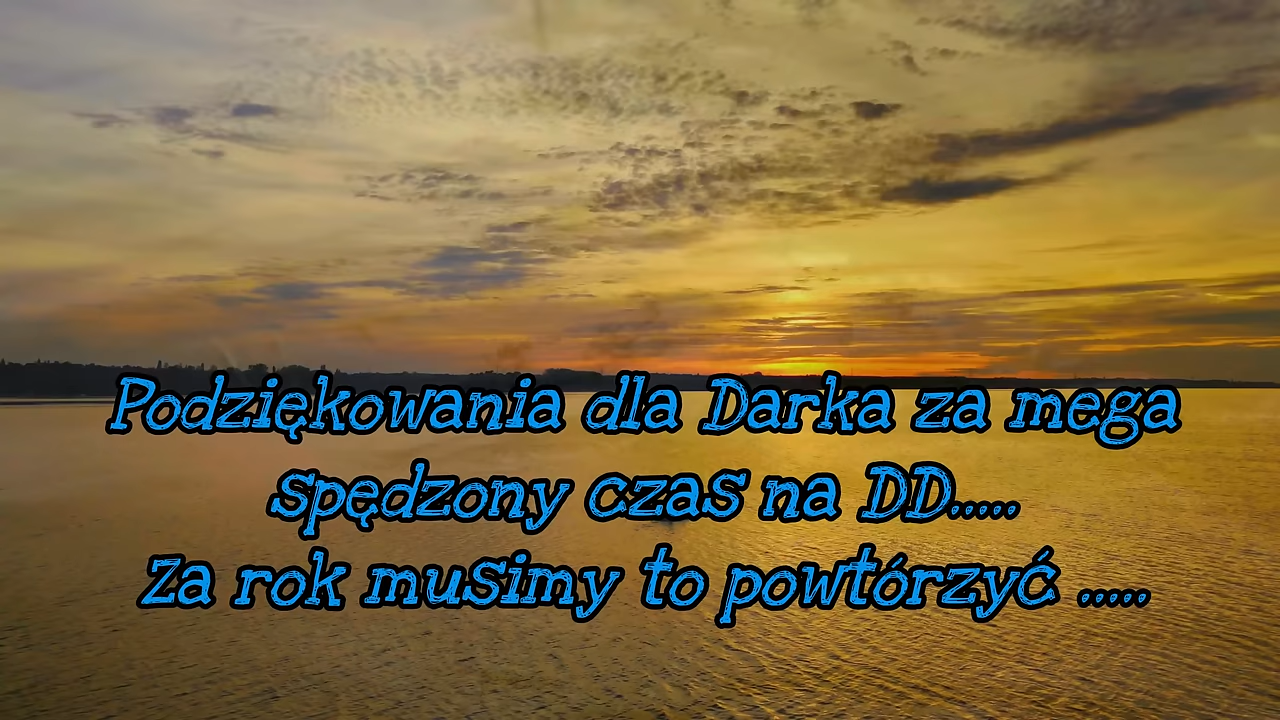 Podziękowania dla Darka za mega
spędzony czas na DD.....
Za rok musimy to powtórzyć .....